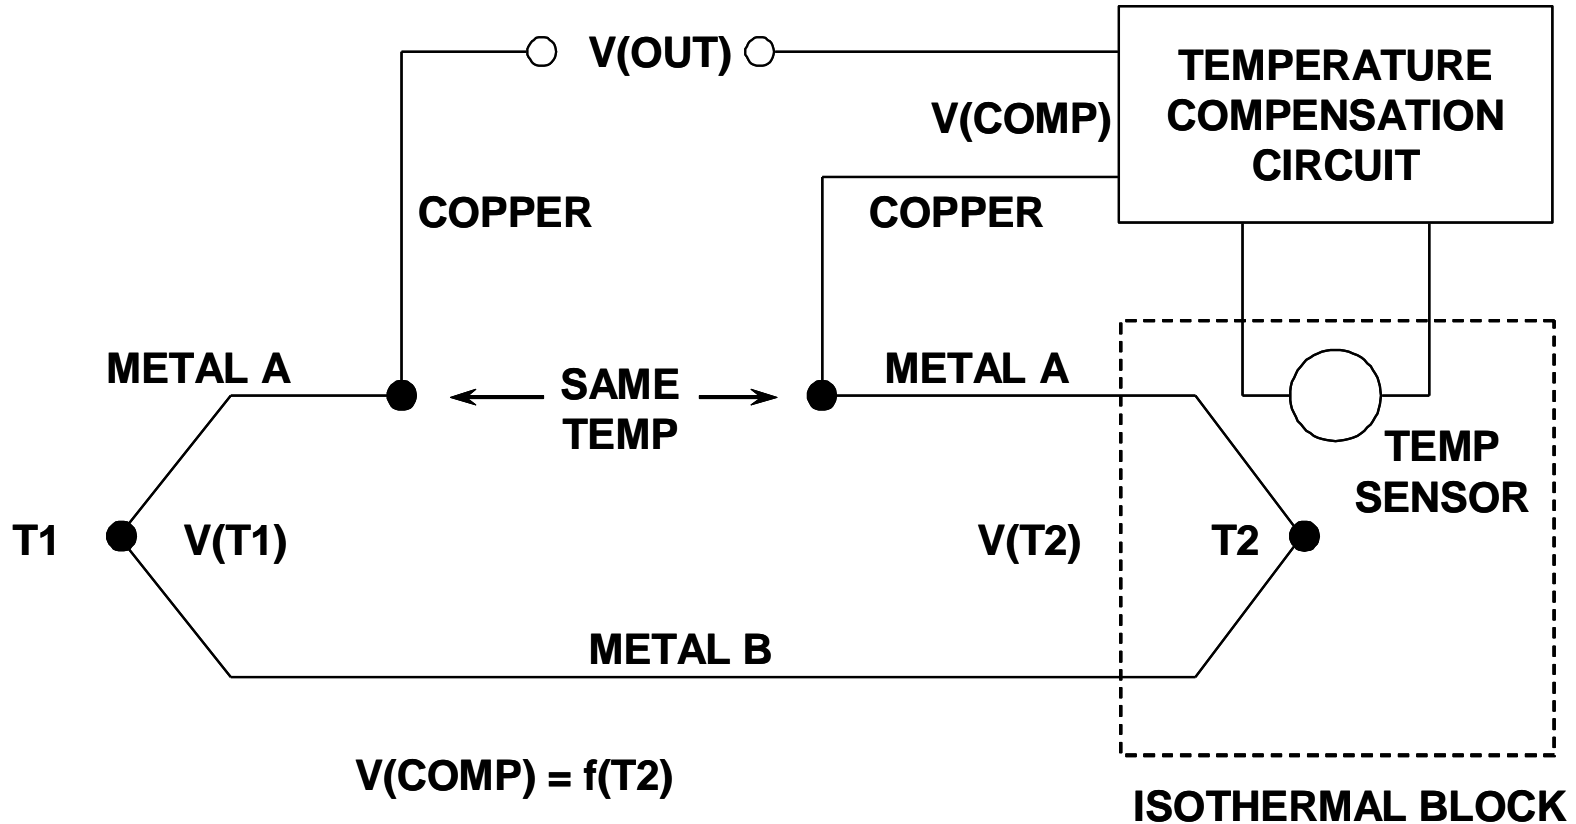 V(OUT)
TEMPERATURE
COMPENSATION
CIRCUIT
V(COMP)
COPPER
COPPER
METAL A
SAME
TEMP
METAL A
TEMP
SENSOR
T1
V(T1)
V(T2)
T2
METAL B
V(COMP) = f(T2)
ISOTHERMAL BLOCK